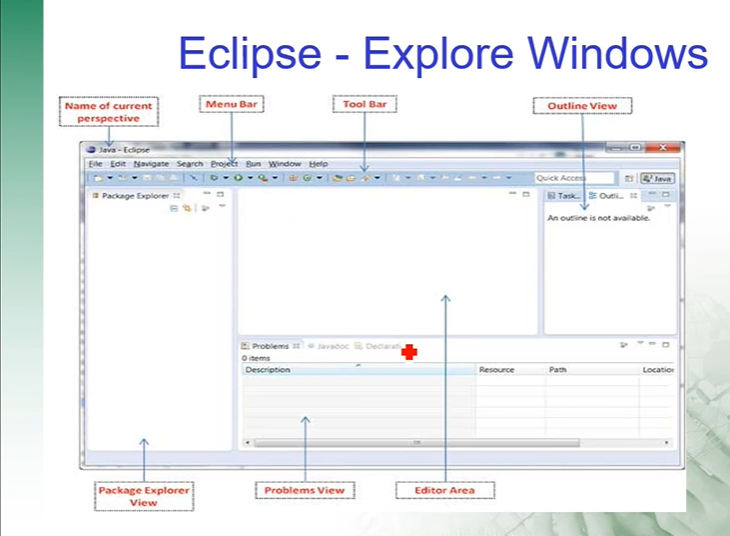 Eclipse - Explore Windows
Name of current
perspective
Menu Bar
Tool Bar
Outline View
Java - Eclipse
File Edit Navigate Search Project Run Window Help
Quick Access
Java
Package Explorer
Task..
Outli...
An outline is not available.
Problems
Javadoc
Declarati
0 items
Description Resource Path Location
Package Explorer
View
Problems View
Editor Area